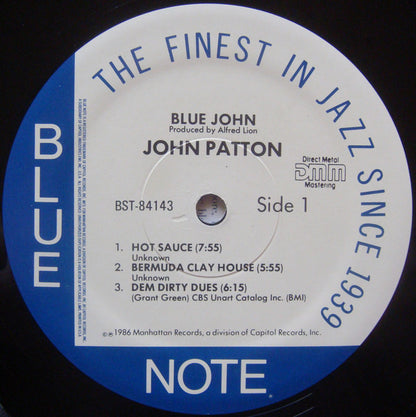 THE FINEST IN JAZZ SINCE 1939
BLUE JOHN
Produced by Alfred Lion
JOHN PATTON
Direct Metal
DMM
Mastering
BST-84143
Side 1
1. HOT SAUCE (7:55)
Unknown
2. BERMUDA CLAY HOUSE (5:55)
Unknown
3. DEM DIRTY DUES (6:15)
(Grant Green) CBS Unart Catalog Inc. (BMI)
©℗1986 Manhattan Records, a division of Capitol Records, Inc.
BLUE
NOTE